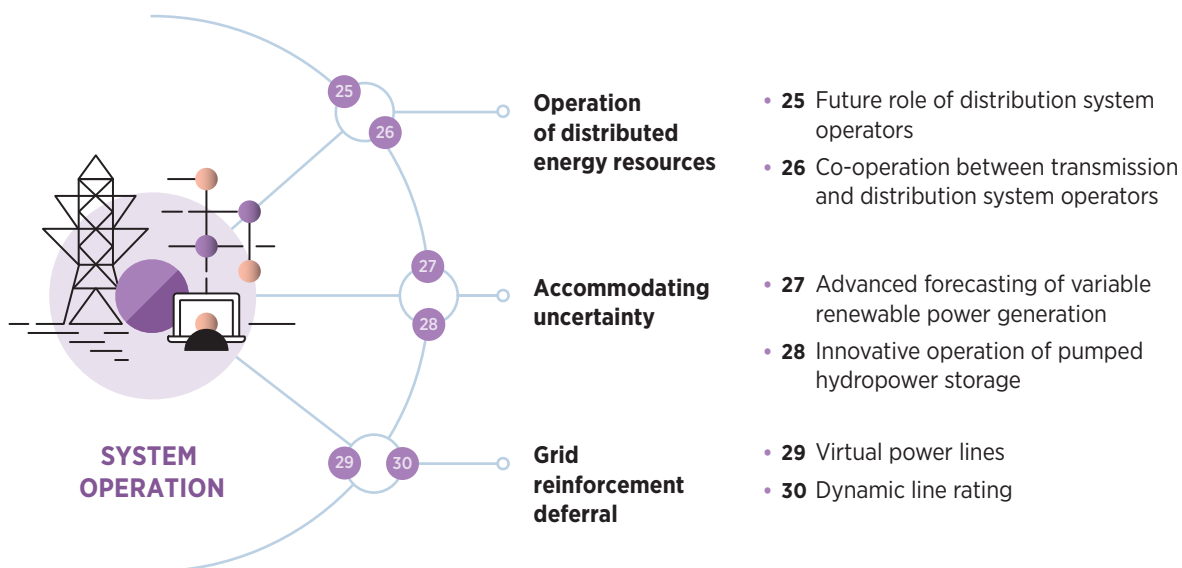 25
26
Operation
of distributed
energy resources
• 25 Future role of distribution system
operators
• 26 Co-operation between transmission
and distribution system operators
27
28
Accommodating
uncertainty
• 27 Advanced forecasting of variable
renewable power generation
• 28 Innovative operation of pumped
hydropower storage
SYSTEM
OPERATION
29
30
Grid
reinforcement
deferral
• 29 Virtual power lines
• 30 Dynamic line rating